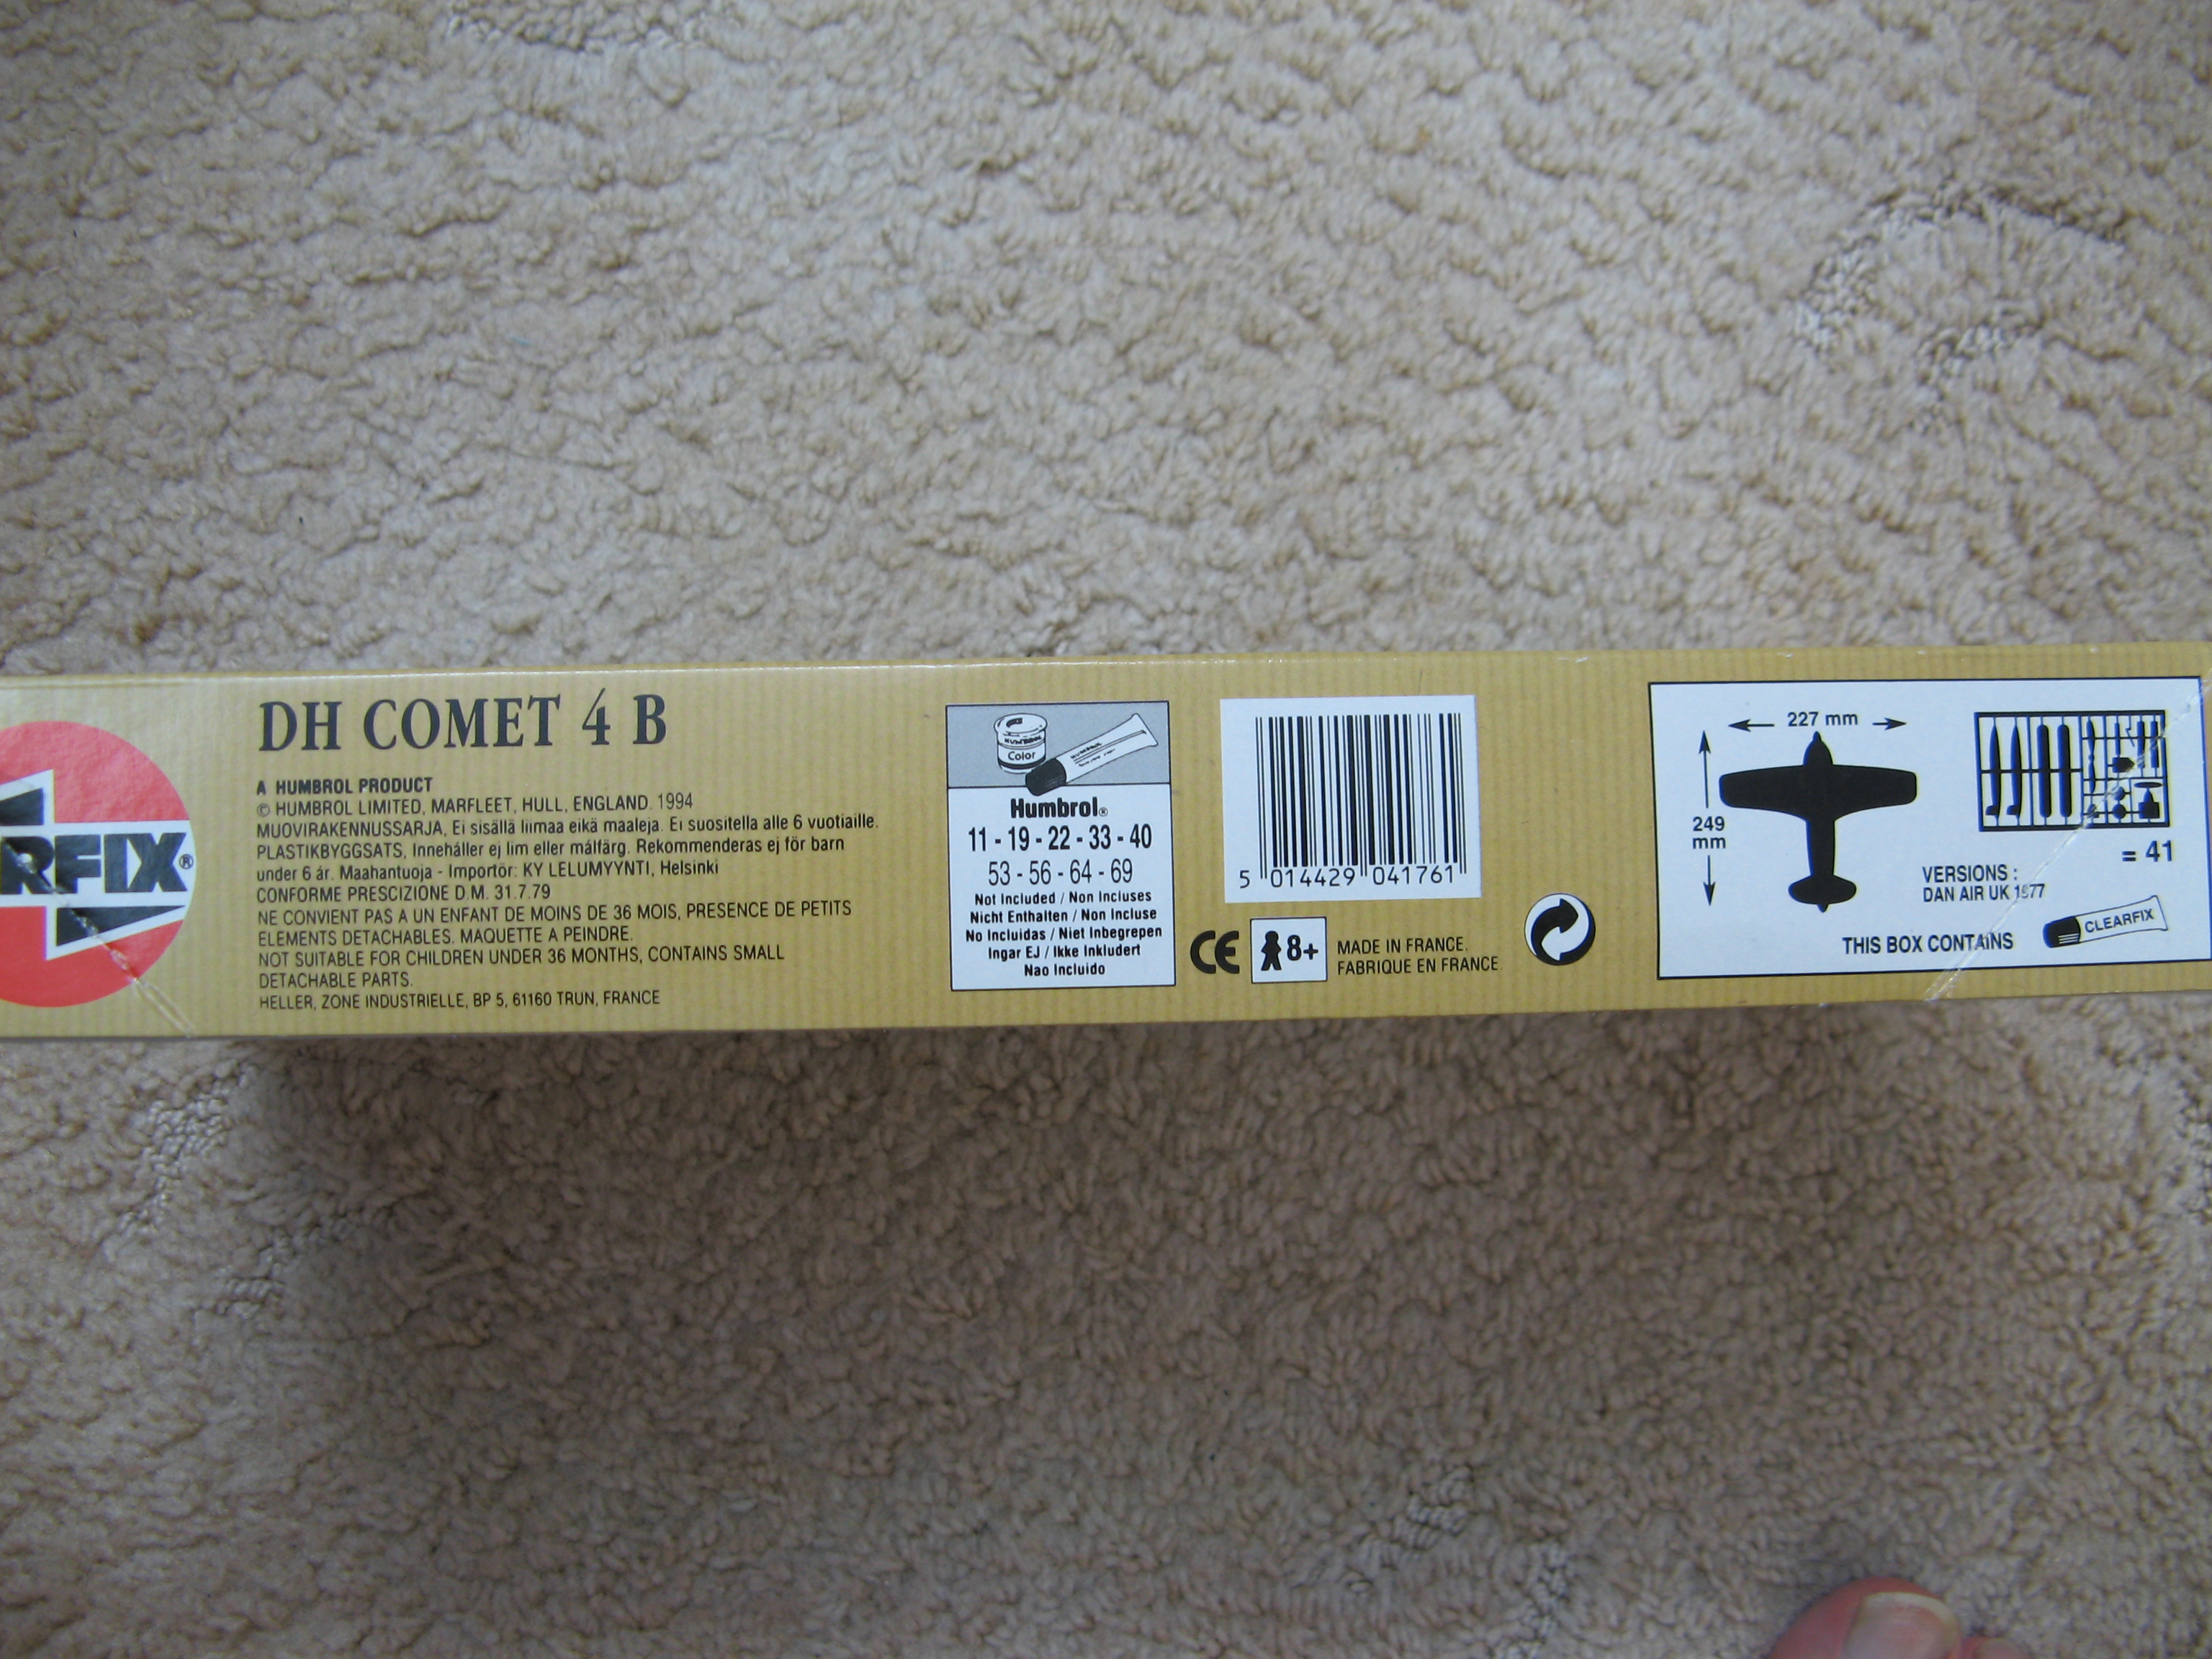 RFIX®
DH COMET 4 B
A HUMBROL PRODUCT
© HUMBROL LIMITED, MARFLEET, HULL, ENGLAND. 1994
MUOVIRAKENNUSSARJA, Ei sisällä liimaa eikä maaleja. Ei suositella alle 6 vuotiaille.
PLASTIKBYGGSATS, Innehåller ej lim eller målfärg. Rekommenderas ej för barn
under 6 år. Maahantuoja - Importör: KY LELUMYYNTI, Helsinki
CONFORME PRESCIZIONE D.M. 31.7.79
NE CONVIENT PAS A UN ENFANT DE MOINS DE 36 MOIS, PRESENCE DE PETITS
ELEMENTS DETACHABLES. MAQUETTE A PEINDRE.
NOT SUITABLE FOR CHILDREN UNDER 36 MONTHS, CONTAINS SMALL
DETACHABLE PARTS.
HELLER, ZONE INDUSTRIELLE, BP 5, 61160 TRUN, FRANCE
Color
Humbrol®
11 - 19 - 22 - 33 - 40
53 - 56 - 64 - 69
Not Included / Non Incluses
Nicht Enthalten / Non Incluse
No Incluidas / Niet Inbegrepen
Ingar EJ / Ikke Inkludert
Nao Incluido
5 014429 041761
CE
8+
MADE IN FRANCE.
FABRIQUE EN FRANCE
227 mm
249
mm
= 41
VERSIONS :
DAN AIR UK 1977
CLEARFIX
THIS BOX CONTAINS